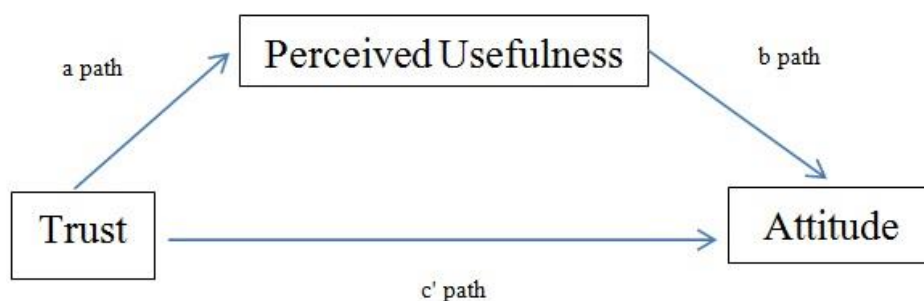 Perceived Usefulness
a path
b path
Trust
Attitude
c' path